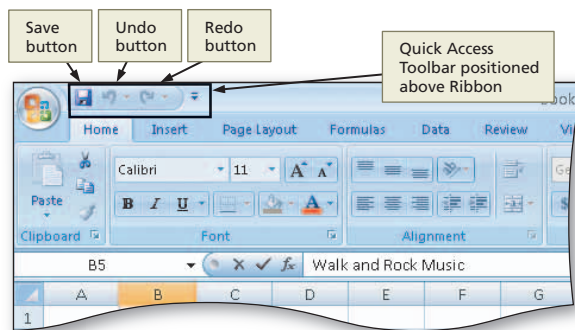 Save button
Undo button
Redo button
Quick Access
Toolbar positioned
above Ribbon
Book
Home Insert Page Layout Formulas Data Review
Calibri 11 A A
Paste
B I U A $
Clipboard Font Alignment
B5 fx Walk and Rock Music
A B C D E F G
1